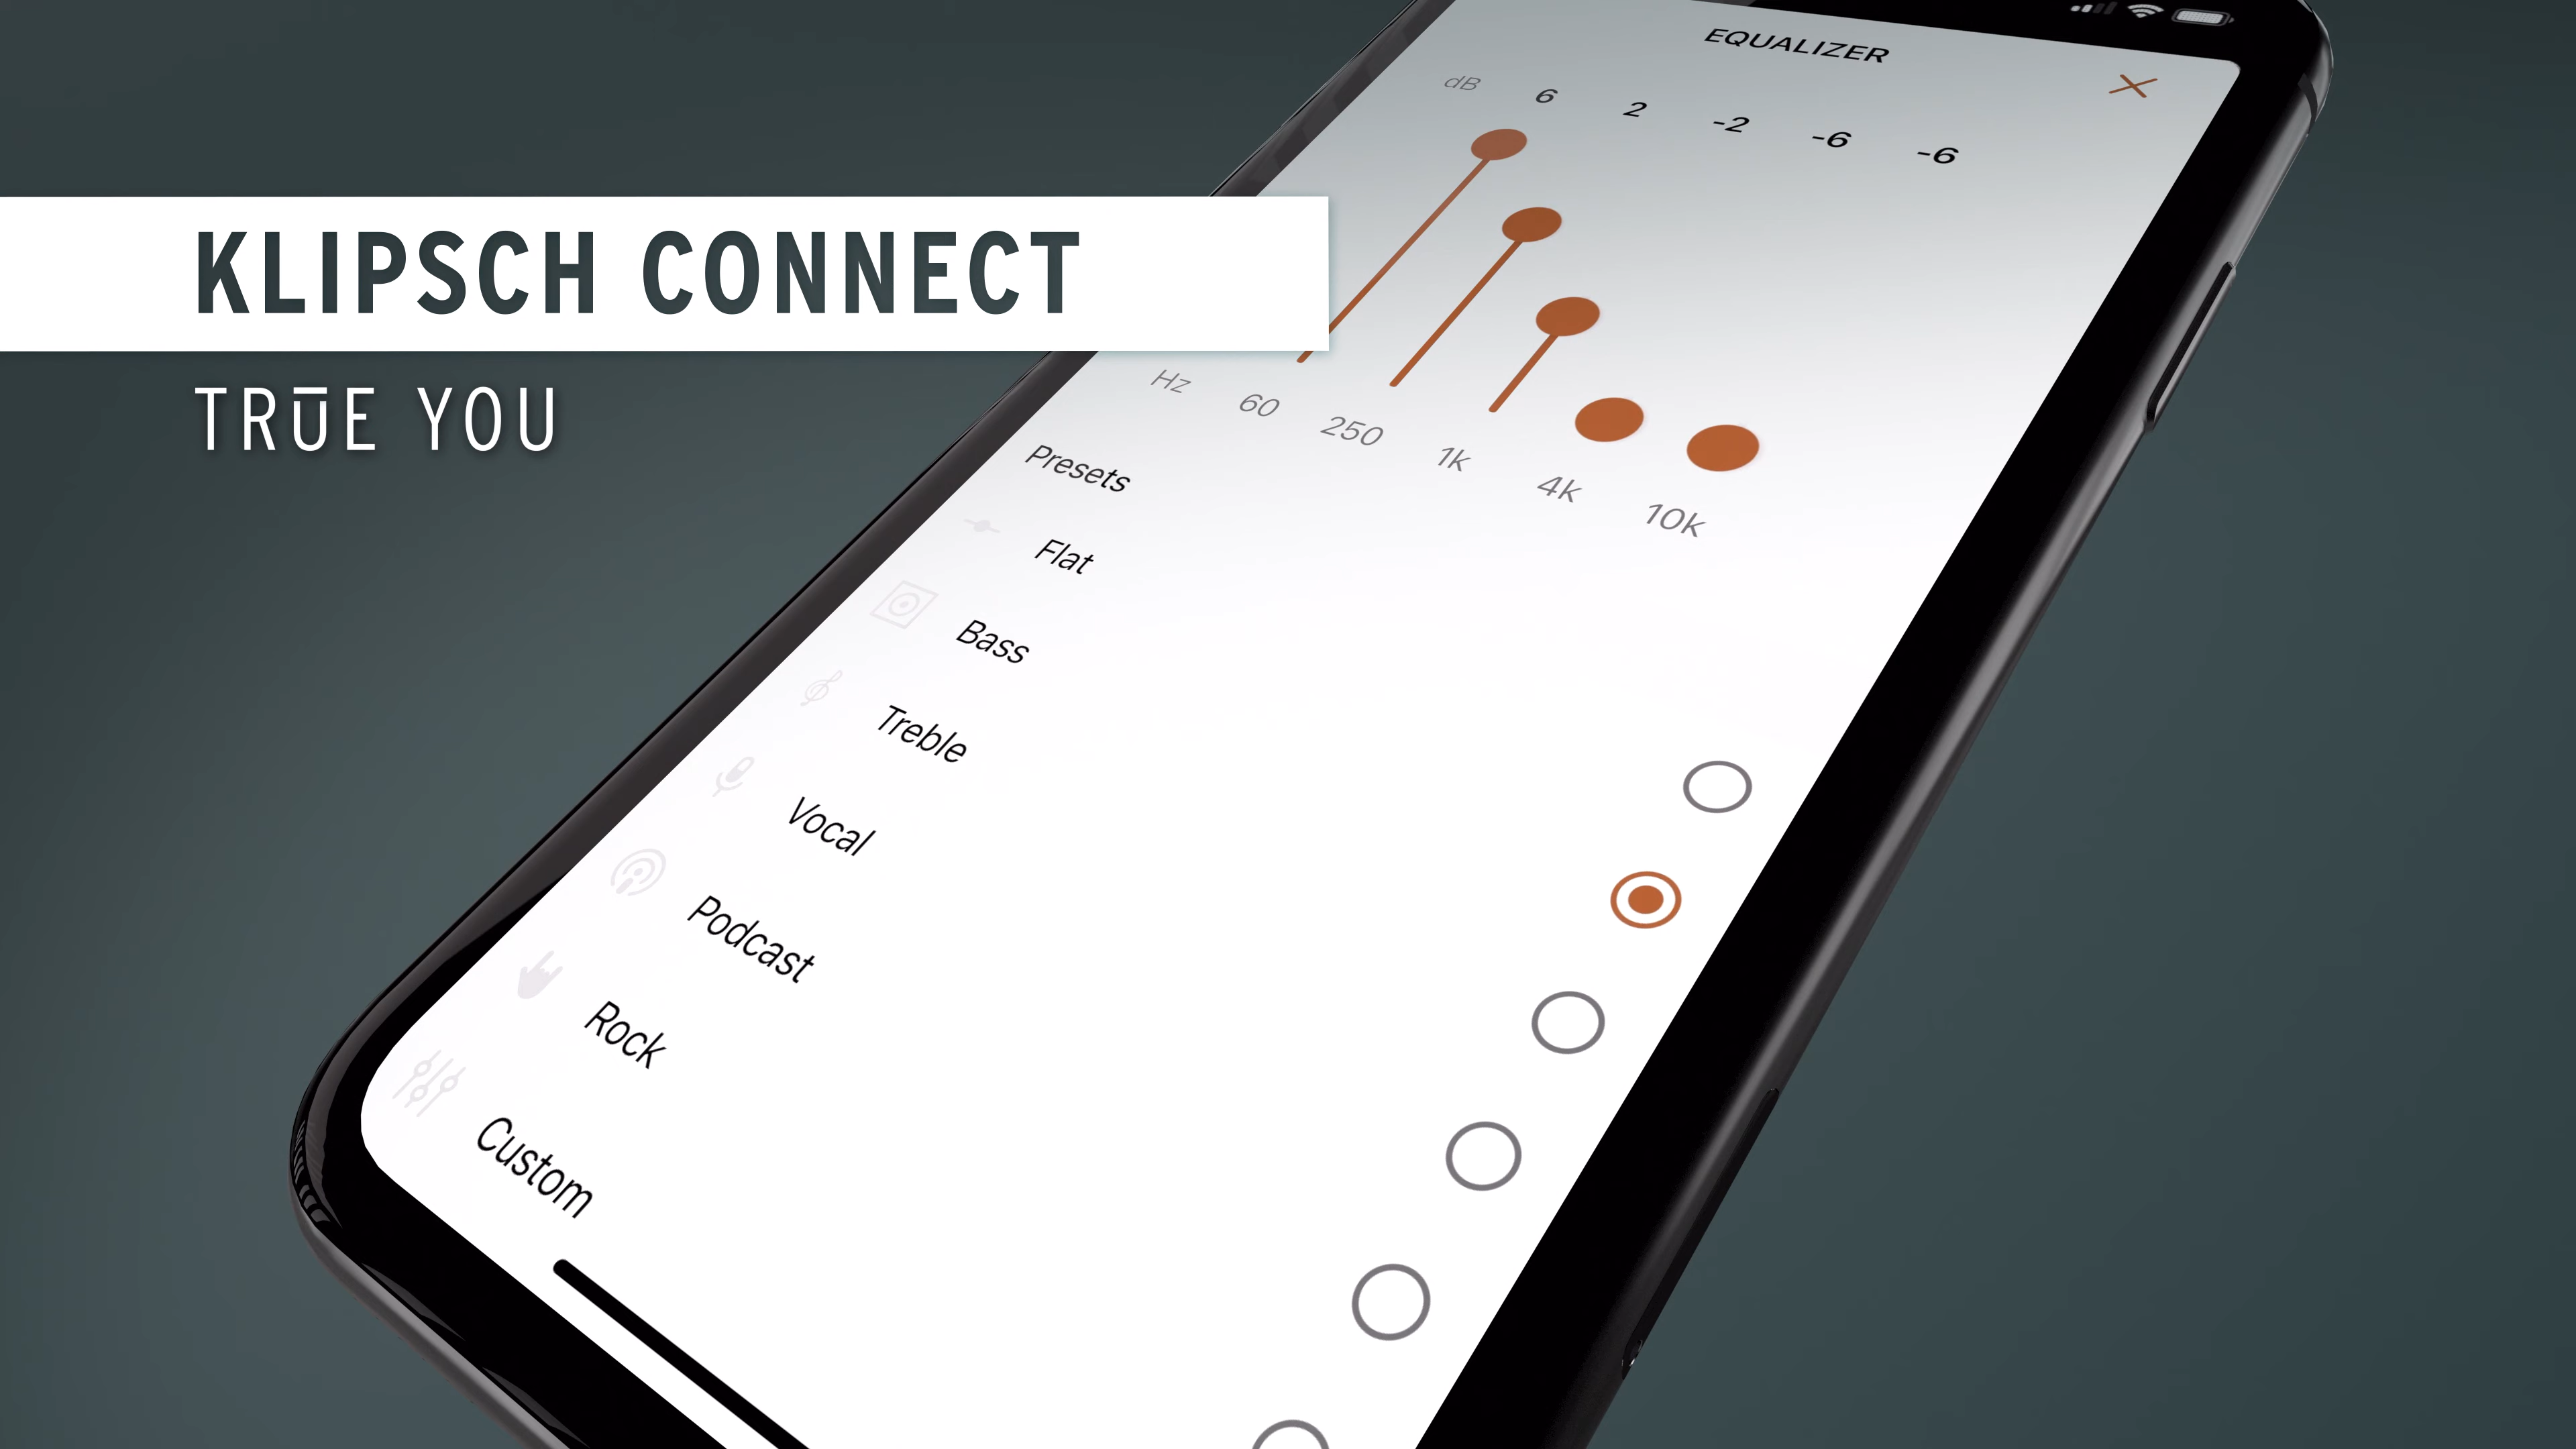 KLIPSCH CONNECT
TRŪE YOU
EQUALIZER
dB 6 2 -2 -6 -6
Hz 60 250 1k 4k 10k
Presets
Flat
Bass
Treble
Vocal
Podcast
Rock
Custom